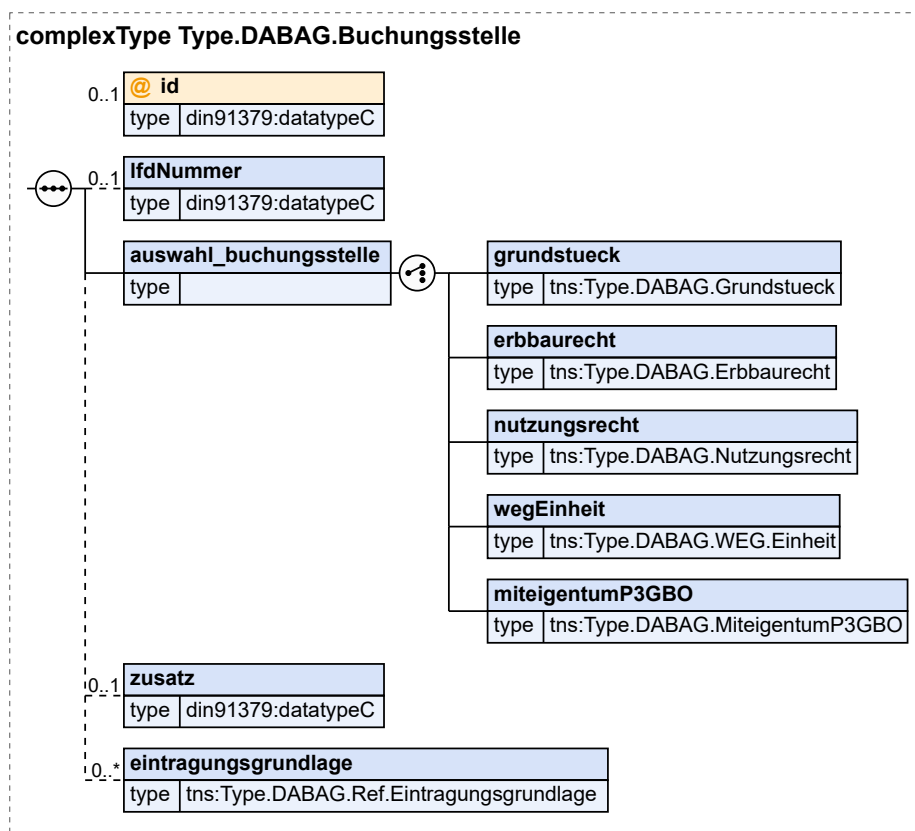 complexType Type.DABAG.Buchungsstelle
0..1
@ id
type din91379:datatypeC
0..1
lfdNummer
type din91379:datatypeC
auswahl_buchungsstelle
type
grundstueck
type tns:Type.DABAG.Grundstueck
erbbaurecht
type tns:Type.DABAG.Erbbaurecht
nutzungsrecht
type tns:Type.DABAG.Nutzungsrecht
wegEinheit
type tns:Type.DABAG.WEG.Einheit
miteigentumP3GBO
type tns:Type.DABAG.MiteigentumP3GBO
0..1
zusatz
type din91379:datatypeC
0..*
eintragungsgrundlage
type tns:Type.DABAG.Ref.Eintragungsgrundlage